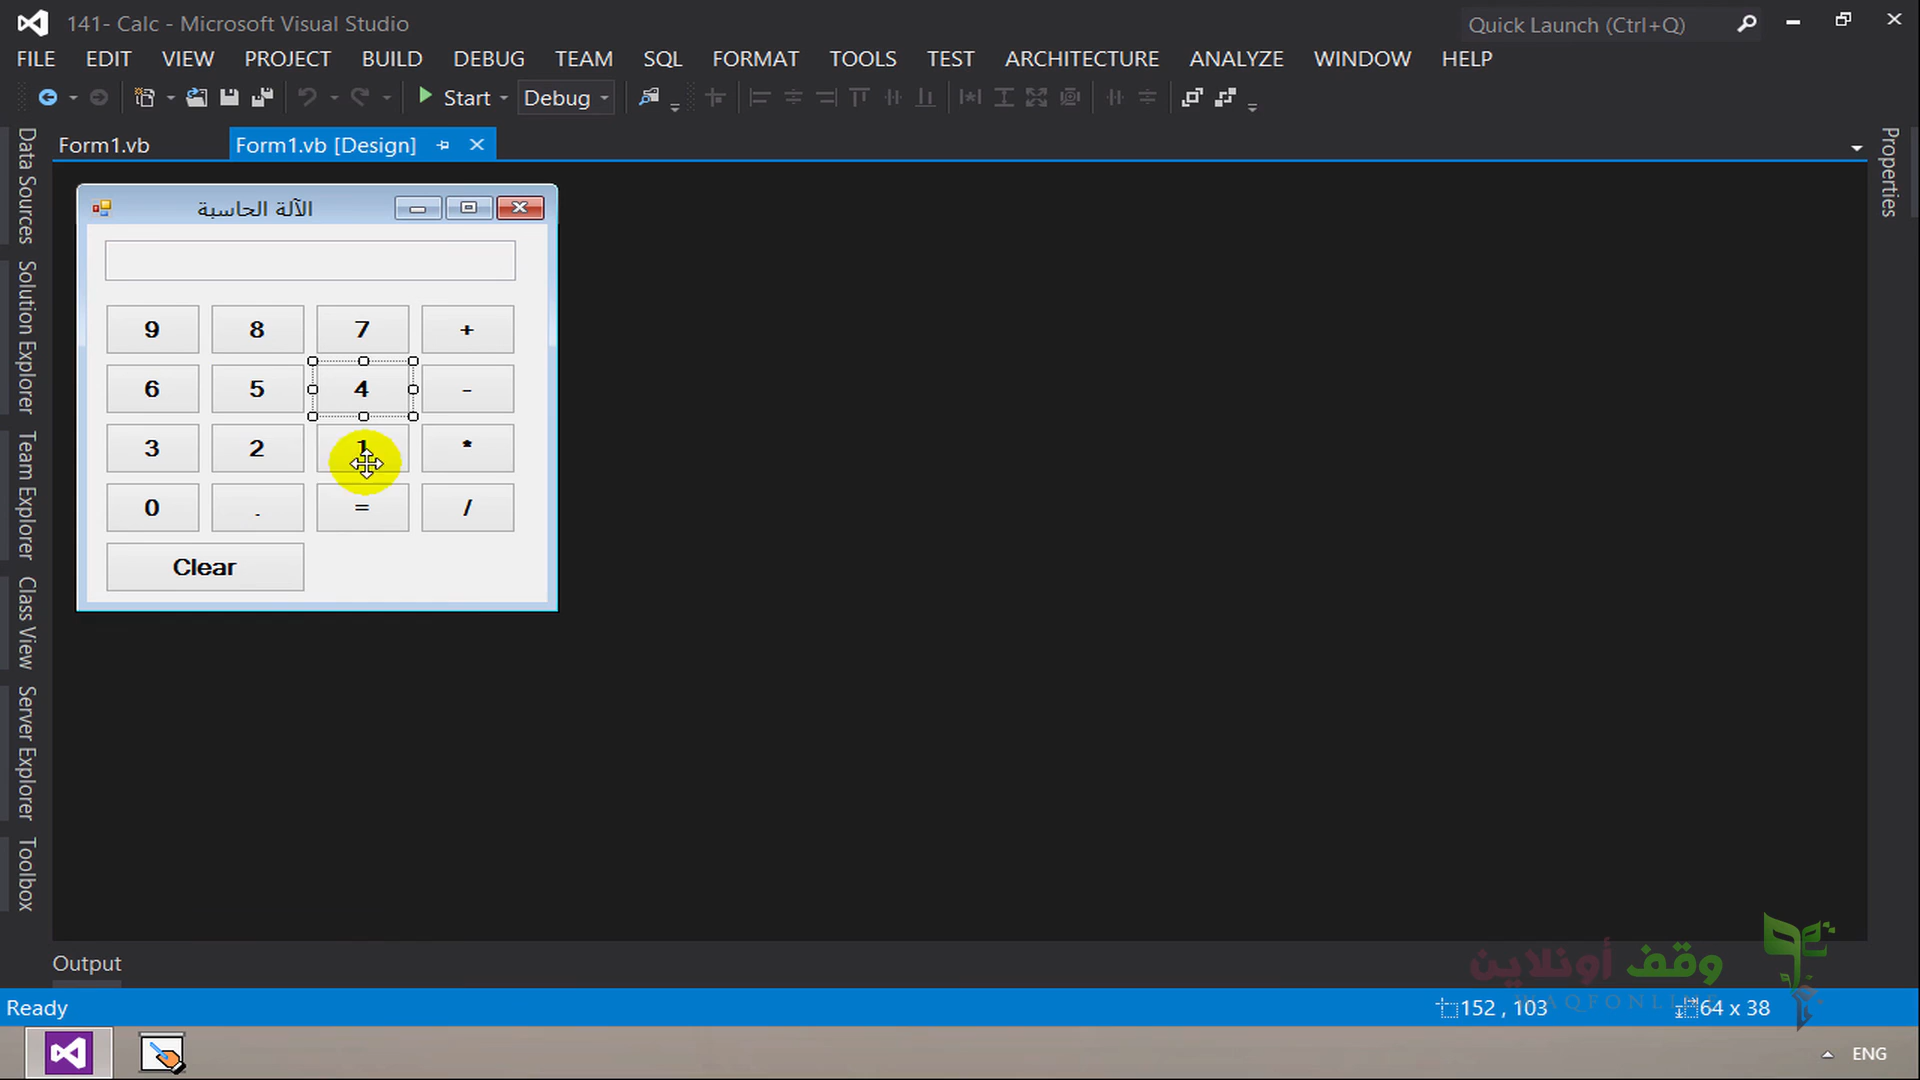 141- Calc - Microsoft Visual Studio
Quick Launch (Ctrl+Q)
FILE EDIT VIEW PROJECT BUILD DEBUG TEAM SQL FORMAT TOOLS TEST ARCHITECTURE ANALYZE WINDOW HELP
Start Debug
Form1.vb Form1.vb [Design]
Data Sources
Solution Explorer
Team Explorer
Class View
Server Explorer
Toolbox
Properties
الآلة الحاسبة
9 8 7 +
6 5 4 -
3 2 1 *
0 . = /
Clear
Output
وقف أونلاين
WAQFONLINE
Ready
152 , 103
64 x 38
ENG